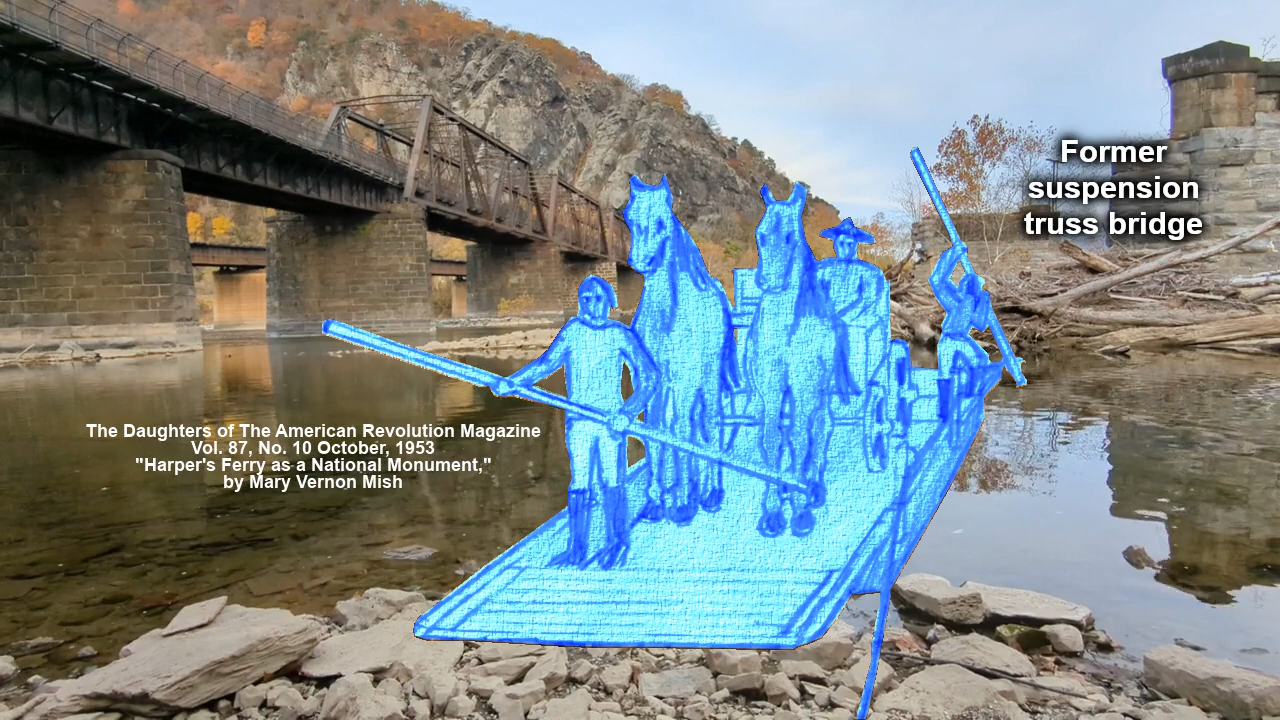 Former
suspension
truss bridge
The Daughters of The American Revolution Magazine
Vol. 87, No. 10 October, 1953
"Harper's Ferry as a National Monument,"
by Mary Vernon Mish